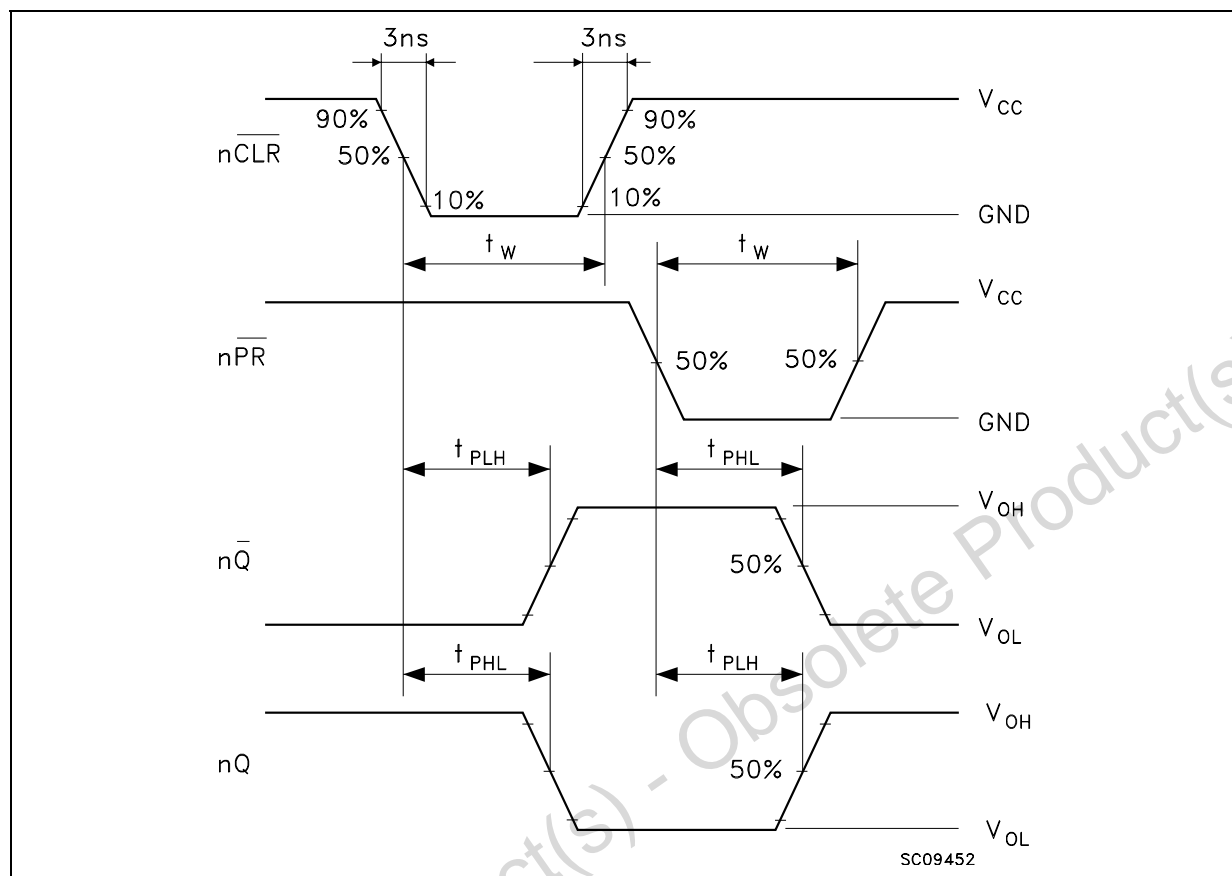 3ns 3ns
V CC
90% 90%
nCLR 50% 50%
10% 10%
GND
t W t W
V CC
nPR 50% 50%
GND
t PLH t PHL
V OH
nQ 50%
V OL
t PHL t PLH
V OH
nQ 50%
V OL
SC09452
ct(s) - Obsolete Product(s